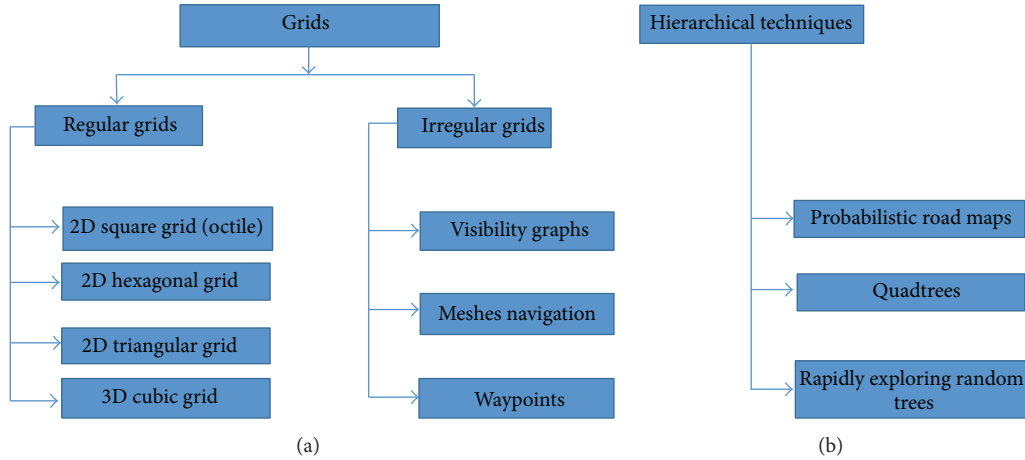 Grids
Regular grids
2D square grid (octile)
2D hexagonal grid
2D triangular grid
3D cubic grid
Irregular grids
Visibility graphs
Meshes navigation
Waypoints
(a)
Hierarchical techniques
Probabilistic road maps
Quadtrees
Rapidly exploring random
trees
(b)